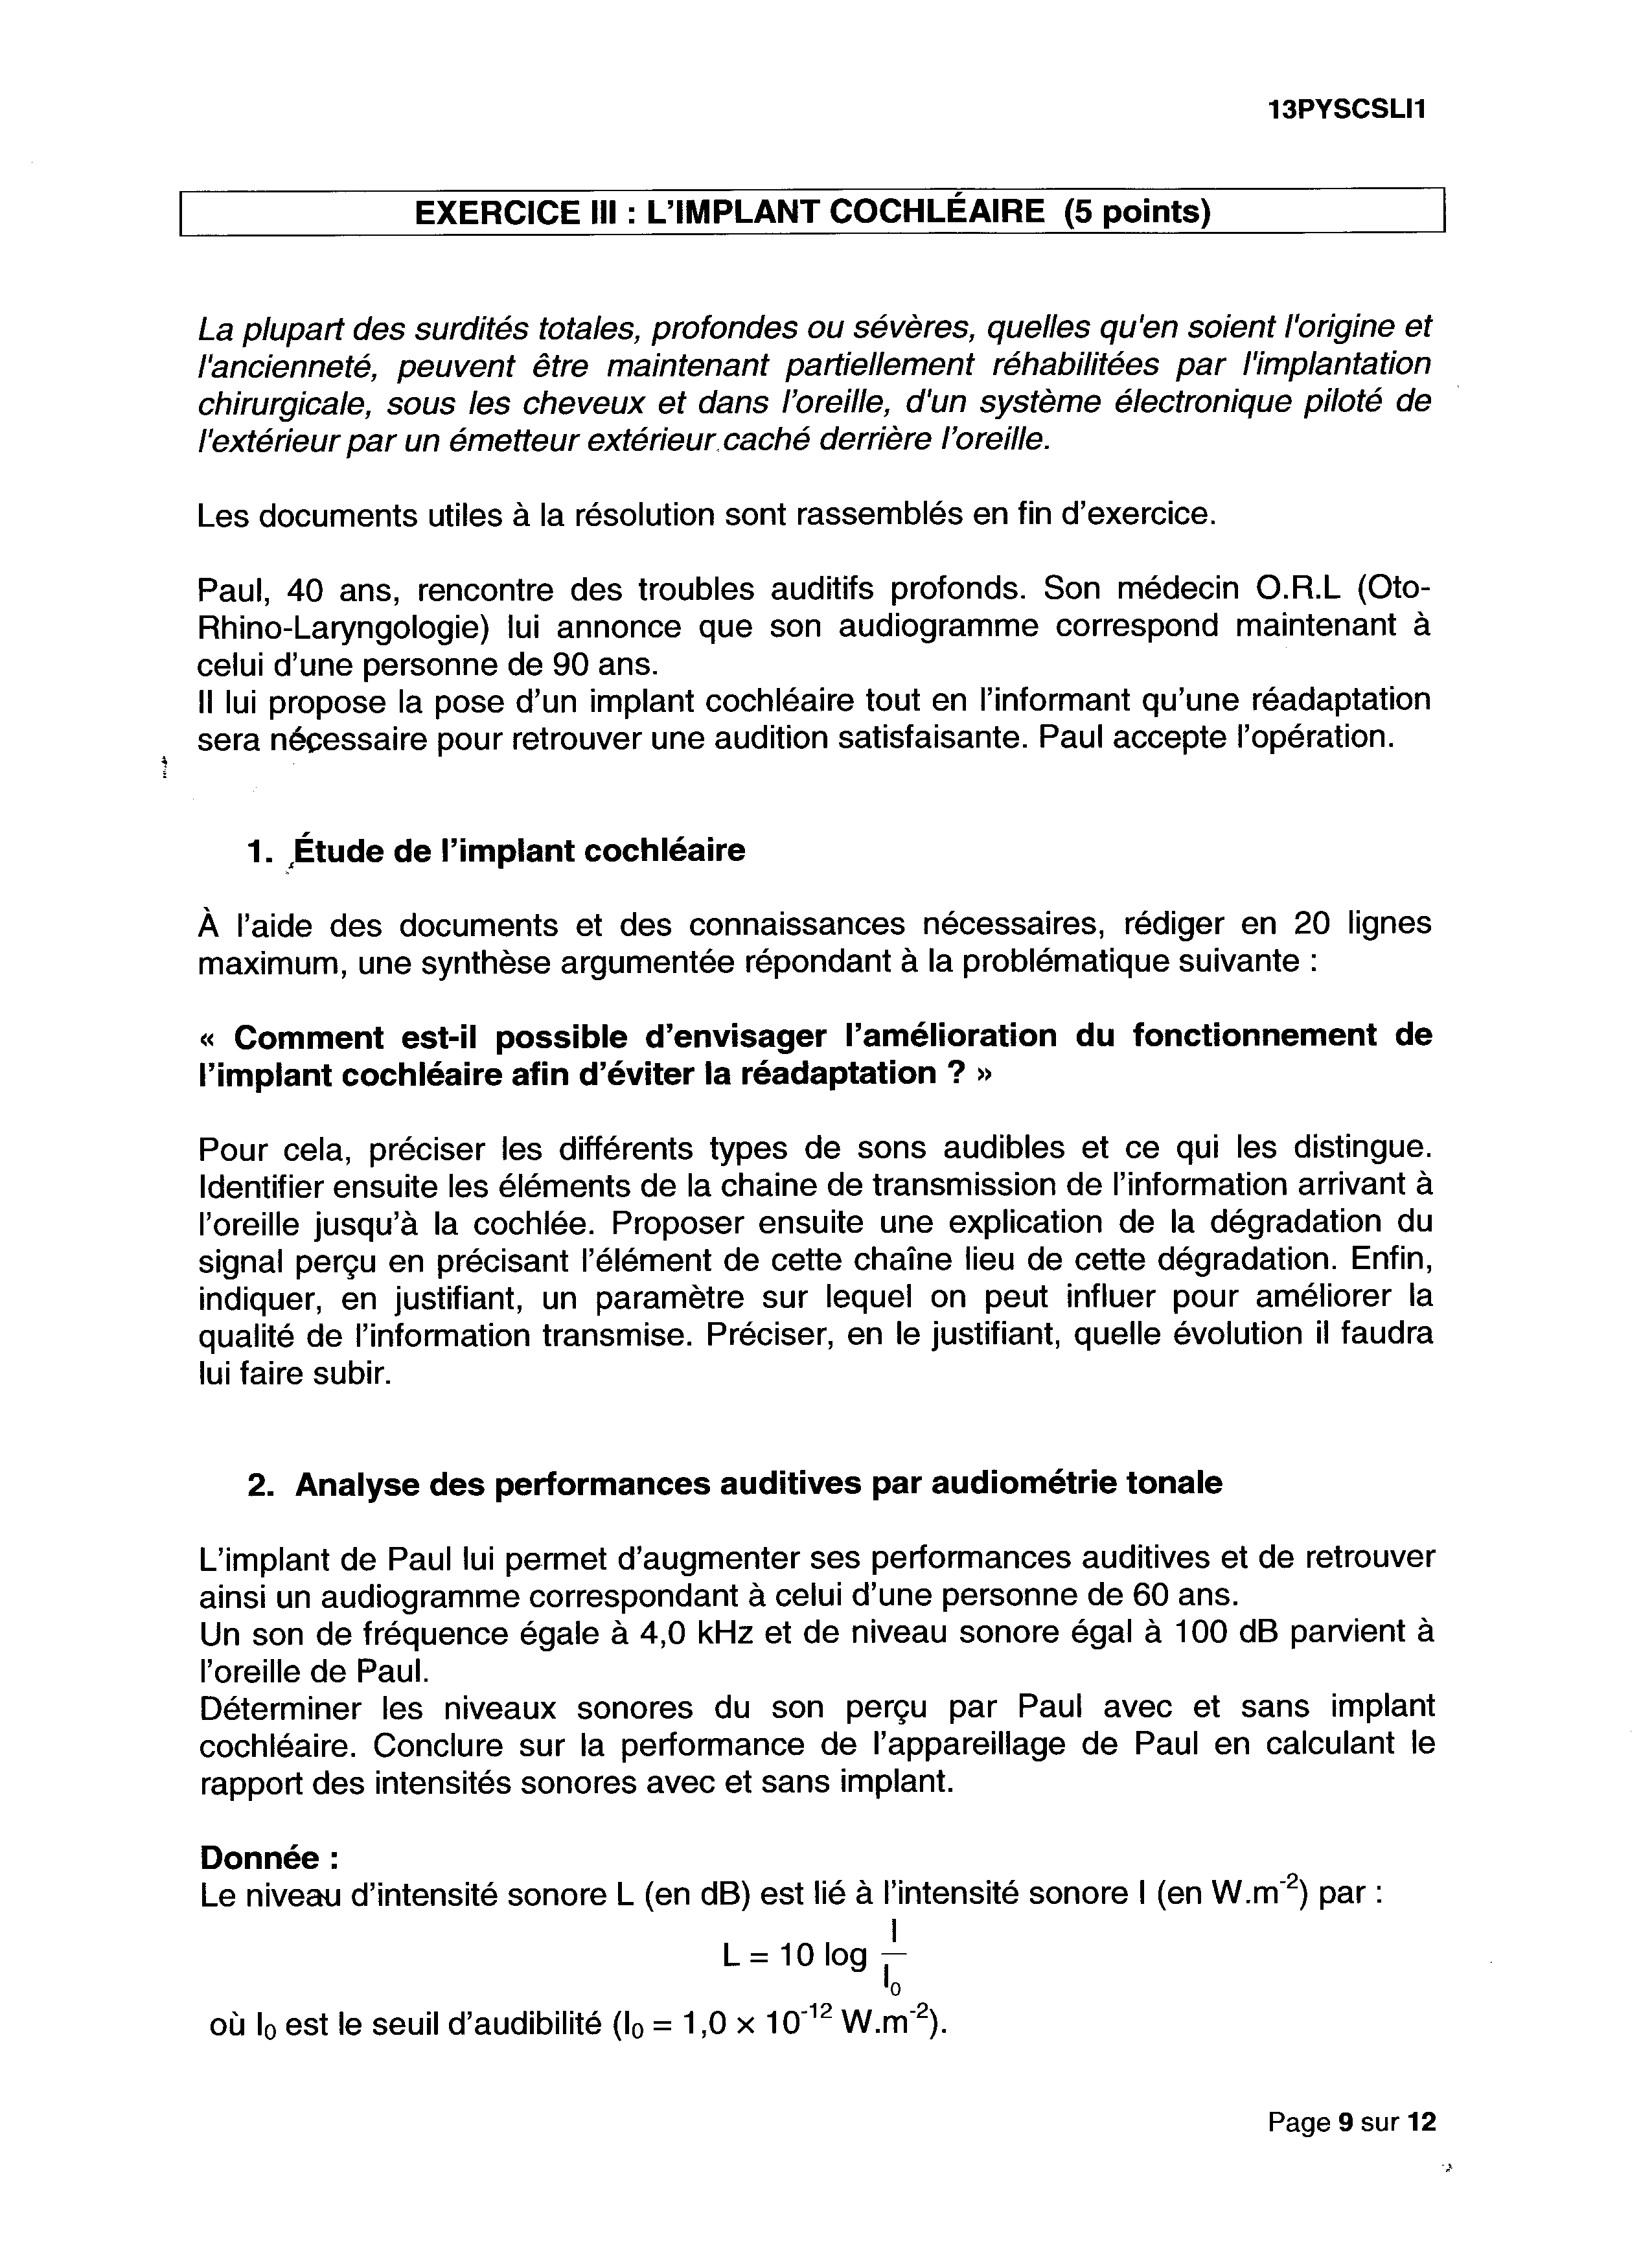 13PYSCSLI1
EXERCICE III : L'IMPLANT COCHLÉAIRE (5 points)
La plupart des surdités totales, profondes ou sévères, quelles qu'en soient l'origine et
l'ancienneté, peuvent être maintenant partiellement réhabilitées par l'implantation
chirurgicale, sous les cheveux et dans l'oreille, d'un système électronique piloté de
l'extérieur par un émetteur extérieur caché derrière l'oreille.
Les documents utiles à la résolution sont rassemblés en fin d'exercice.
Paul, 40 ans, rencontre des troubles auditifs profonds. Son médecin O.R.L (Oto-
Rhino-Laryngologie) lui annonce que son audiogramme correspond maintenant à
celui d'une personne de 90 ans.
Il lui propose la pose d'un implant cochléaire tout en l'informant qu'une réadaptation
sera nécessaire pour retrouver une audition satisfaisante. Paul accepte l'opération.
1. Étude de l'implant cochléaire
À l'aide des documents et des connaissances nécessaires, rédiger en 20 lignes
maximum, une synthèse argumentée répondant à la problématique suivante :
« Comment est-il possible d'envisager l'amélioration du fonctionnement de
l'implant cochléaire afin d'éviter la réadaptation ? »
Pour cela, préciser les différents types de sons audibles et ce qui les distingue.
Identifier ensuite les éléments de la chaine de transmission de l'information arrivant à
l'oreille jusqu'à la cochlée. Proposer ensuite une explication de la dégradation du
signal perçu en précisant l'élément de cette chaîne lieu de cette dégradation. Enfin,
indiquer, en justifiant, un paramètre sur lequel on peut influer pour améliorer la
qualité de l'information transmise. Préciser, en le justifiant, quelle évolution il faudra
lui faire subir.
2. Analyse des performances auditives par audiométrie tonale
L'implant de Paul lui permet d'augmenter ses performances auditives et de retrouver
ainsi un audiogramme correspondant à celui d'une personne de 60 ans.
Un son de fréquence égale à 4,0 kHz et de niveau sonore égal à 100 dB parvient à
l'oreille de Paul.
Déterminer les niveaux sonores du son perçu par Paul avec et sans implant
cochléaire. Conclure sur la performance de l'appareillage de Paul en calculant le
rapport des intensités sonores avec et sans implant.
Donnée :
Le niveau d'intensité sonore L (en dB) est lié à l'intensité sonore I (en W.m⁻²) par :
L = 10 log I/I₀
où I₀ est le seuil d'audibilité (I₀ = 1,0 x 10⁻¹² W.m⁻²).
Page 9 sur 12